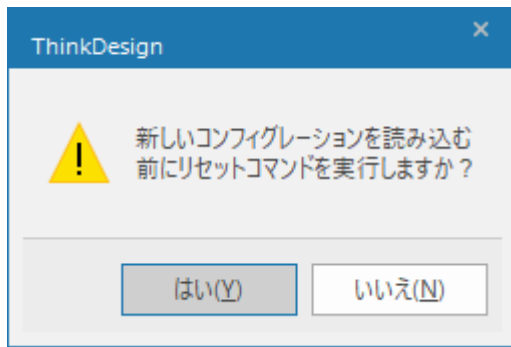 ThinkDesign
新しいコンフィグレーションを読み込む
前にリセットコマンドを実行しますか？
はい(Y)
いいえ(N)